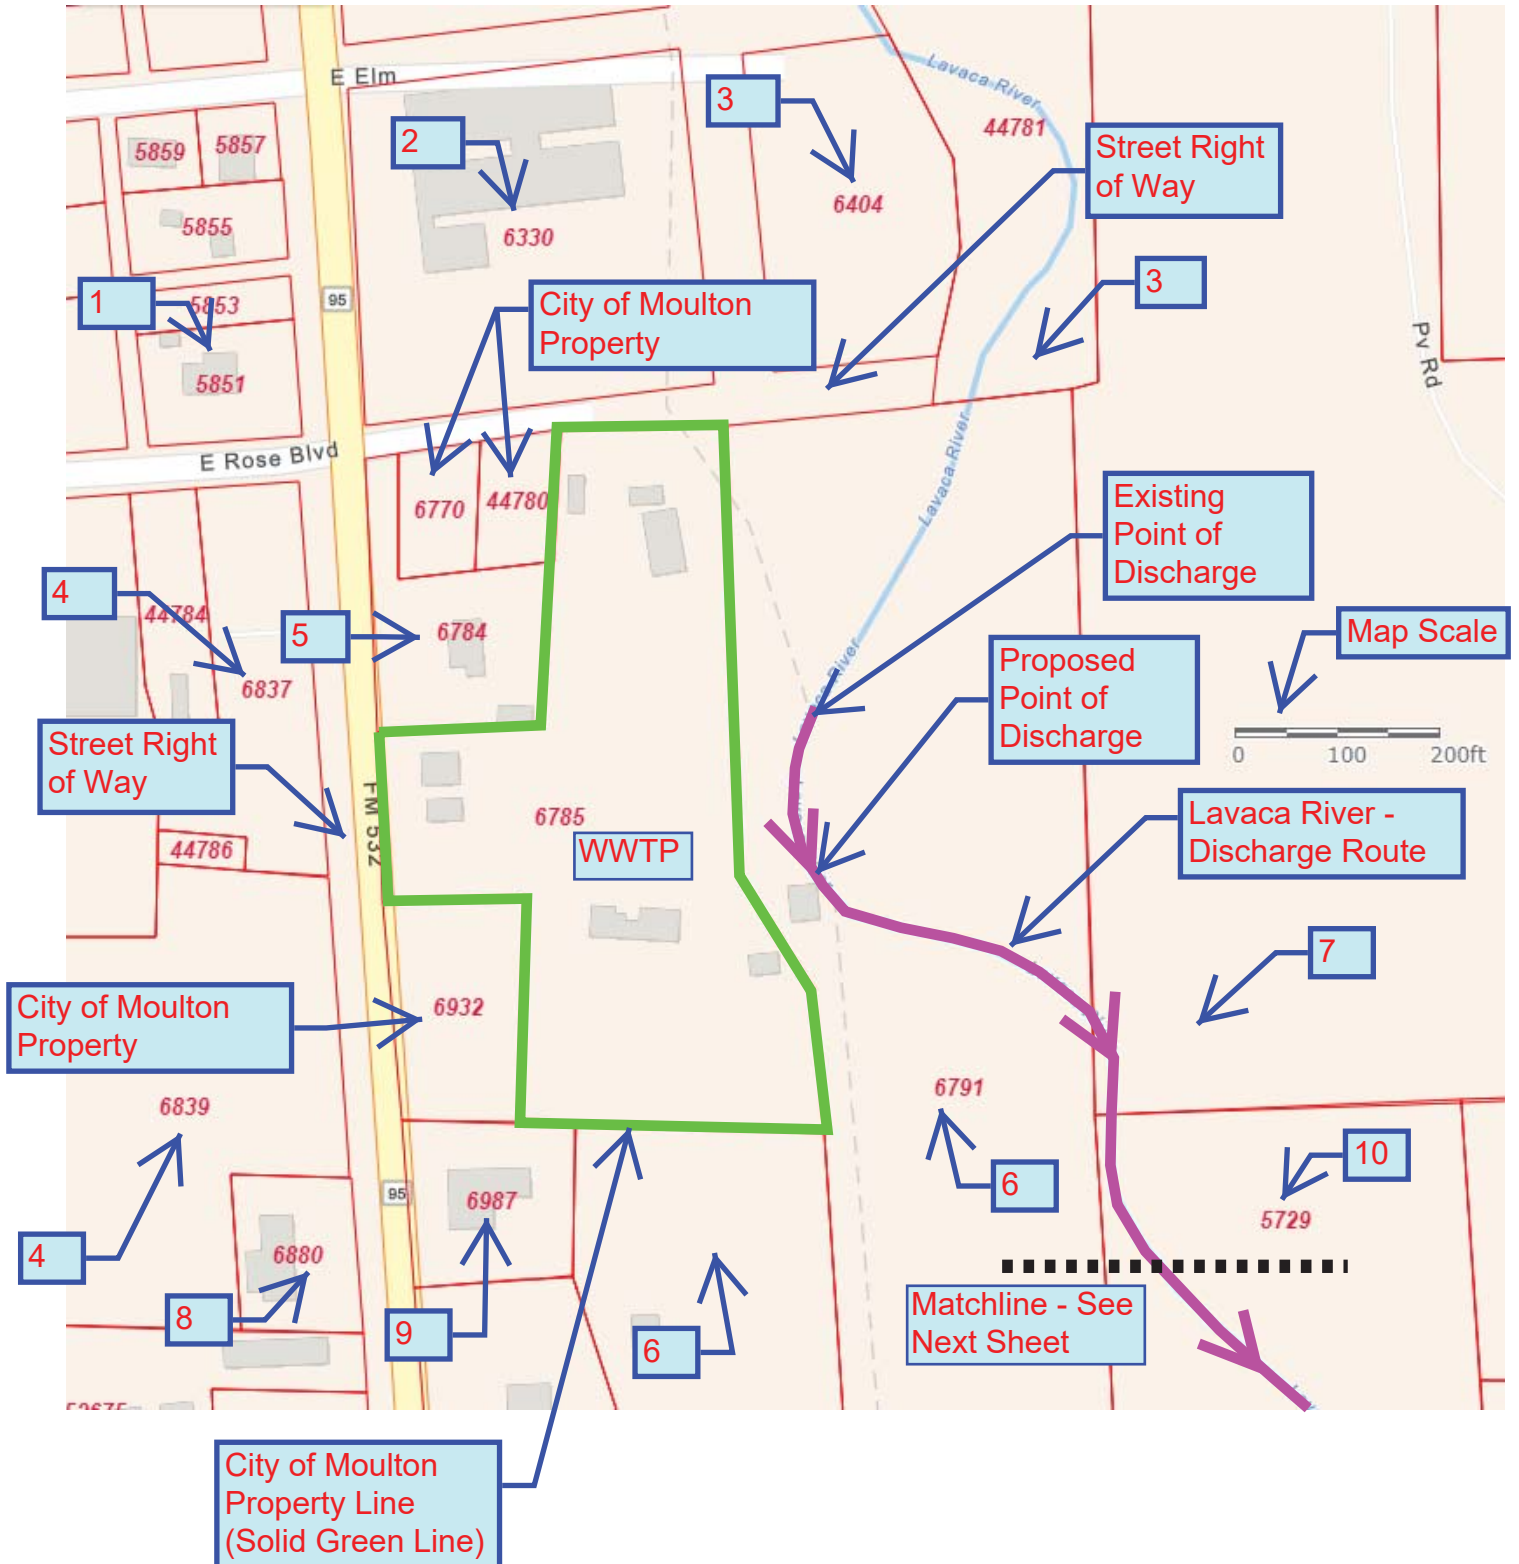 E Elm
Lavaca River
3
2
44781
Street Right
of Way
5859
5857
6404
5855
6330
3
1
5853
95
City of Moulton
Property
5851
Pv Rd
E Rose Blvd
Lavaca River
6770
44780
Existing
Point of
Discharge
4
44784
5
6784
Map Scale
6837
Proposed
Point of
Discharge
Street Right
of Way
0
100
200ft
FM 532
6785
Lavaca River -
Discharge Route
44786
WWTP
7
City of Moulton
Property
6932
6839
6791
10
6
95
6987
5729
4
6880
8
9
6
Matchline - See
Next Sheet
City of Moulton
Property Line
(Solid Green Line)